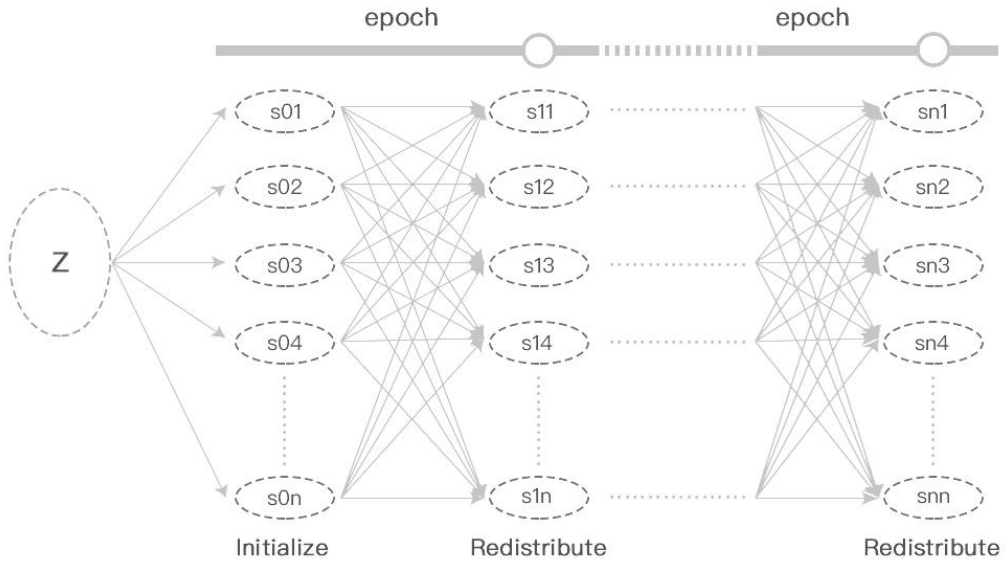 epoch epoch
s01 s11 sn1
s02 s12 sn2
Z s03 s13 sn3
s04 s14 sn4
s0n s1n snn
Initialize Redistribute Redistribute